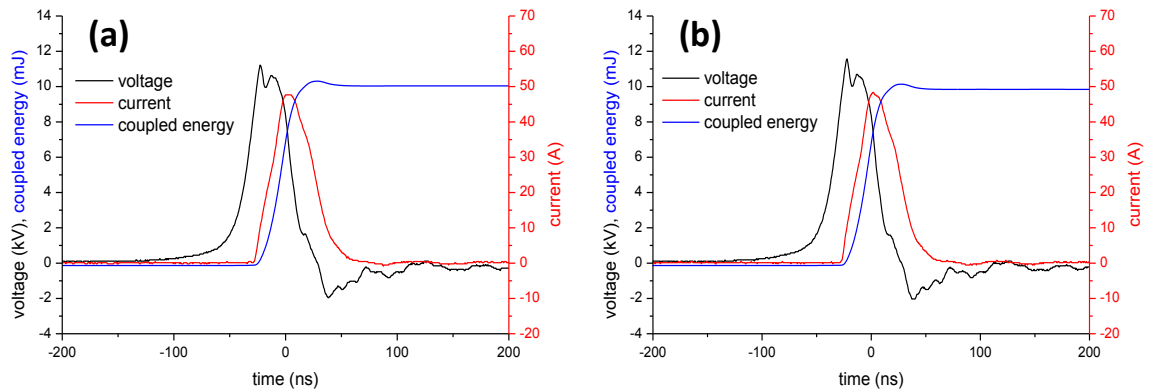 (a)
voltage (kV), coupled energy (mJ)
14
12
10
8
6
4
2
0
-2
-4
voltage
current
coupled energy
70
60
50
40
30
20
10
0
-10
-20
current (A)
-200 -100 0 100 200
time (ns)
(b)
voltage (kV), coupled energy (mJ)
14
12
10
8
6
4
2
0
-2
-4
voltage
current
coupled energy
70
60
50
40
30
20
10
0
-10
-20
current (A)
-200 -100 0 100 200
time (ns)